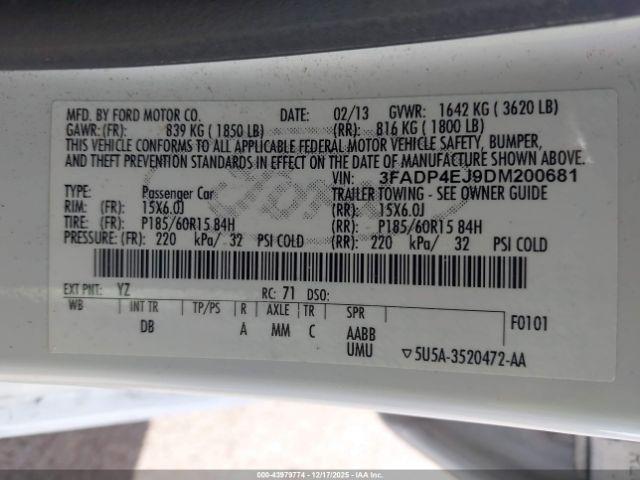 MFD. BY FORD MOTOR CO. DATE: 02/13 GVWR: 1642 KG ( 3620 LB)
GAWR: (FR): 839 KG ( 1850 LB) (RR): 816 KG ( 1800 LB)
THIS VEHICLE CONFORMS TO ALL APPLICABLE FEDERAL MOTOR VEHICLE SAFETY, BUMPER,
AND THEFT PREVENTION STANDARDS IN EFFECT ON THE DATE OF MANUFACTURE SHOWN ABOVE.
VIN: 3FADP4EJ9DM200681
TYPE: Passenger Car TRAILER TOWING - SEE OWNER GUIDE
RIM: (FR) 15X6.0J (RR): 15X6.0J
TIRE: (FR) P185/60R15 84H (RR): P185/60R15 84H
PRESSURE: (FR) 220 kPa/ 32 PSI COLD (RR): 220 kPa/ 32 PSI COLD
EXT PNT: YZ RC: 71 DSO:
WB INT TR TP/PS R AXLE TR SPR F0101
DB A MM C AABB
UMU ▽5U5A-3520472-AA
Ford
000-43979774 | 12/17/2025 - IAA, Inc.